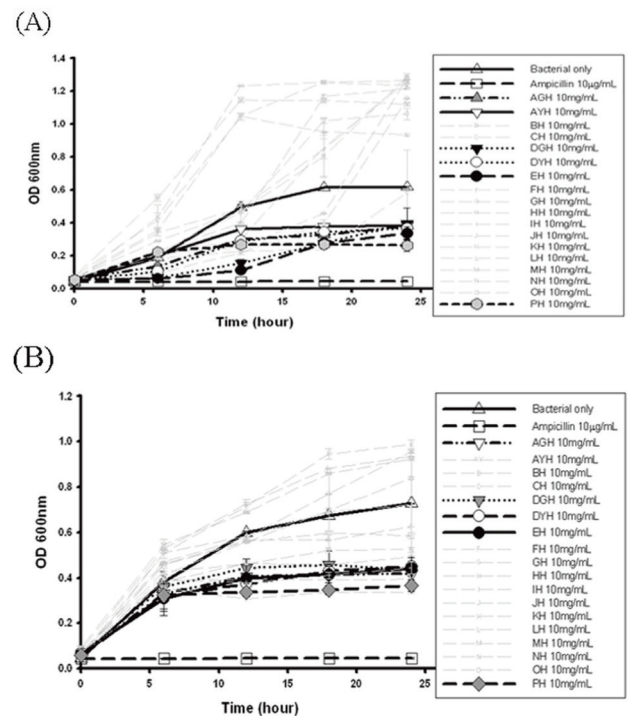 (A)
1.4
1.2
1.0
0.8
0.6
0.4
0.2
0.0
OD 600nm
0 5 10 15 20 25
Time (hour)
Bacterial only
Ampicillin 10μg/mL
AGH 10mg/mL
AYH 10mg/mL
BH 10mg/mL
CH 10mg/mL
DGH 10mg/mL
DYH 10mg/mL
EH 10mg/mL
FH 10mg/mL
GH 10mg/mL
HH 10mg/mL
IH 10mg/mL
JH 10mg/mL
KH 10mg/mL
LH 10mg/mL
MH 10mg/mL
NH 10mg/mL
OH 10mg/mL
PH 10mg/mL
(B)
1.2
1.0
0.8
0.6
0.4
0.2
0.0
OD 600nm
0 5 10 15 20 25
Time (hour)
Bacterial only
Ampicillin 10μg/mL
AGH 10mg/mL
AYH 10mg/mL
BH 10mg/mL
CH 10mg/mL
DGH 10mg/mL
DYH 10mg/mL
EH 10mg/mL
FH 10mg/mL
GH 10mg/mL
HH 10mg/mL
IH 10mg/mL
JH 10mg/mL
KH 10mg/mL
LH 10mg/mL
MH 10mg/mL
NH 10mg/mL
OH 10mg/mL
PH 10mg/mL